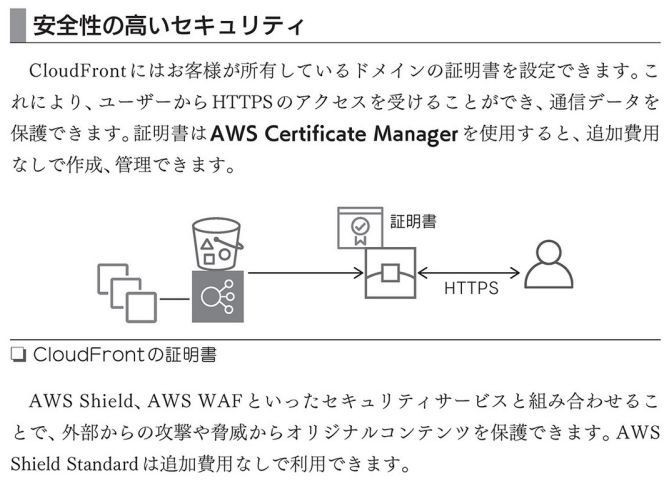 安全性の高いセキュリティ
CloudFrontにはお客様が所有しているドメインの証明書を設定できます。こ
れにより、ユーザーからHTTPSのアクセスを受けることができ、通信データを
保護できます。証明書はAWS Certificate Managerを使用すると、追加費用
なしで作成、管理できます。
証明書
HTTPS
❏ CloudFrontの証明書
AWS Shield、AWS WAFといったセキュリティサービスと組み合わせるこ
とで、外部からの攻撃や脅威からオリジナルコンテンツを保護できます。AWS
Shield Standardは追加費用なしで利用できます。